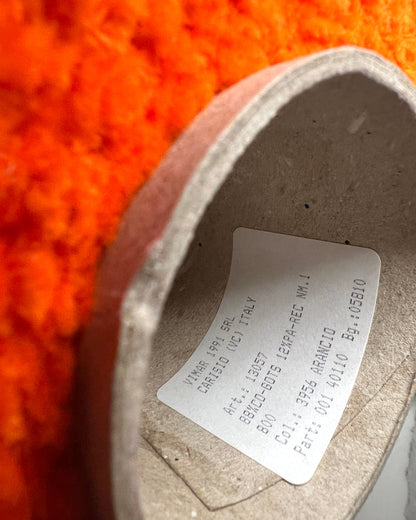 VIMAR 1991 SRL
CARISIO (VC) ITALY
Art.: 13057
88%CO-GOTS 12%PA-REC NM.1
800
Col.: 3956 ARANCIO
Part: 001 40110 Bg.:05810